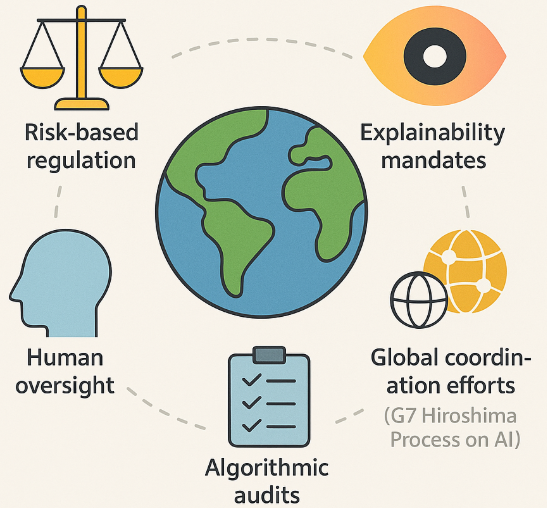 Risk-based
regulation
Explainability
mandates
Human
oversight
Global coordin-
ation efforts
(G7 Hiroshima
Process on AI)
Algorithmic
audits